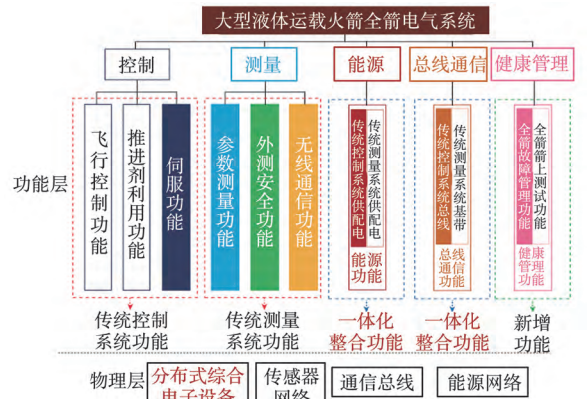 大型液体运载火箭全箭电气系统
控制
测量
能源
总线通信
健康管理
功能层
飞行控制功能
推进剂利用功能
伺服功能
参数测量功能
外测安全功能
无线通信功能
传统控制系统供配电
传统测量系统供配电
能源
功能
传统控制系统总线
传统测量系统基带
总线
通信
功能
全箭故障管理功能
全箭箭上测试功能
健康
管理
功能
传统控制
系统功能
传统测量
系统功能
一体化
整合功能
一体化
整合功能
新增
功能
物理层
分布式综合
电子设备
传感器
网络
通信总线
能源网络